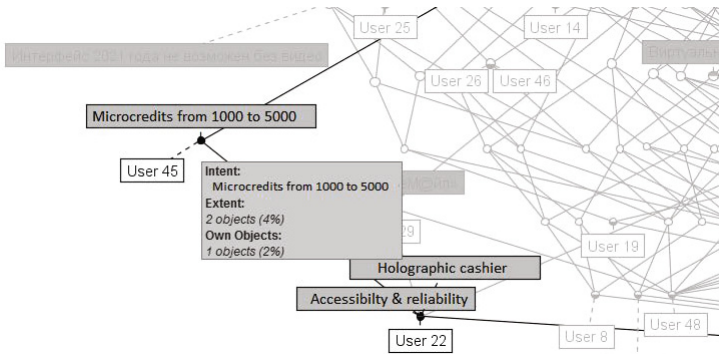 User 25
User 14
Интерфейс 2021 года не возможен без видео
Виртуаль
User 26
User 46
Microcredits from 1000 to 5000
User 45
Intent:
Microcredits from 1000 to 5000
Extent:
2 objects (4%)
Own Objects:
1 objects (2%)
29
User 19
Holographic cashier
Accessibilty & reliability
User 22
User 8
User 48